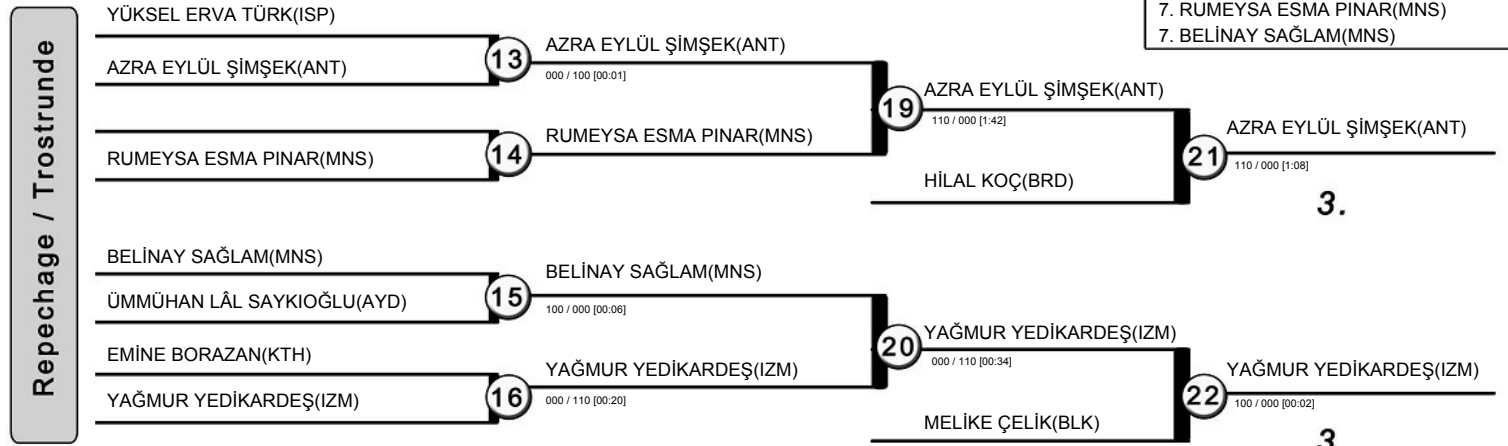 7. RUMEYSA ESMA PINAR(MNS)
7. BELİNAY SAĞLAM(MNS)
Repechage / Trostrunde
YÜKSEL ERVA TÜRK(ISP)
AZRA EYLÜL ŞİMŞEK(ANT)
13
AZRA EYLÜL ŞİMŞEK(ANT)
000 / 100 [00:01]
RUMEYSA ESMA PINAR(MNS)
14
RUMEYSA ESMA PINAR(MNS)
19
AZRA EYLÜL ŞİMŞEK(ANT)
110 / 000 [1:42]
HİLAL KOÇ(BRD)
21
AZRA EYLÜL ŞİMŞEK(ANT)
110 / 000 [1:08]
3.
BELİNAY SAĞLAM(MNS)
ÜMMÜHAN LÂL SAYKIOĞLU(AYD)
15
BELİNAY SAĞLAM(MNS)
100 / 000 [00:06]
EMİNE BORAZAN(KTH)
YAĞMUR YEDİKARDEŞ(IZM)
16
YAĞMUR YEDİKARDEŞ(IZM)
000 / 110 [00:20]
20
YAĞMUR YEDİKARDEŞ(IZM)
000 / 110 [00:34]
MELİKE ÇELİK(BLK)
22
YAĞMUR YEDİKARDEŞ(IZM)
100 / 000 [00:02]
3